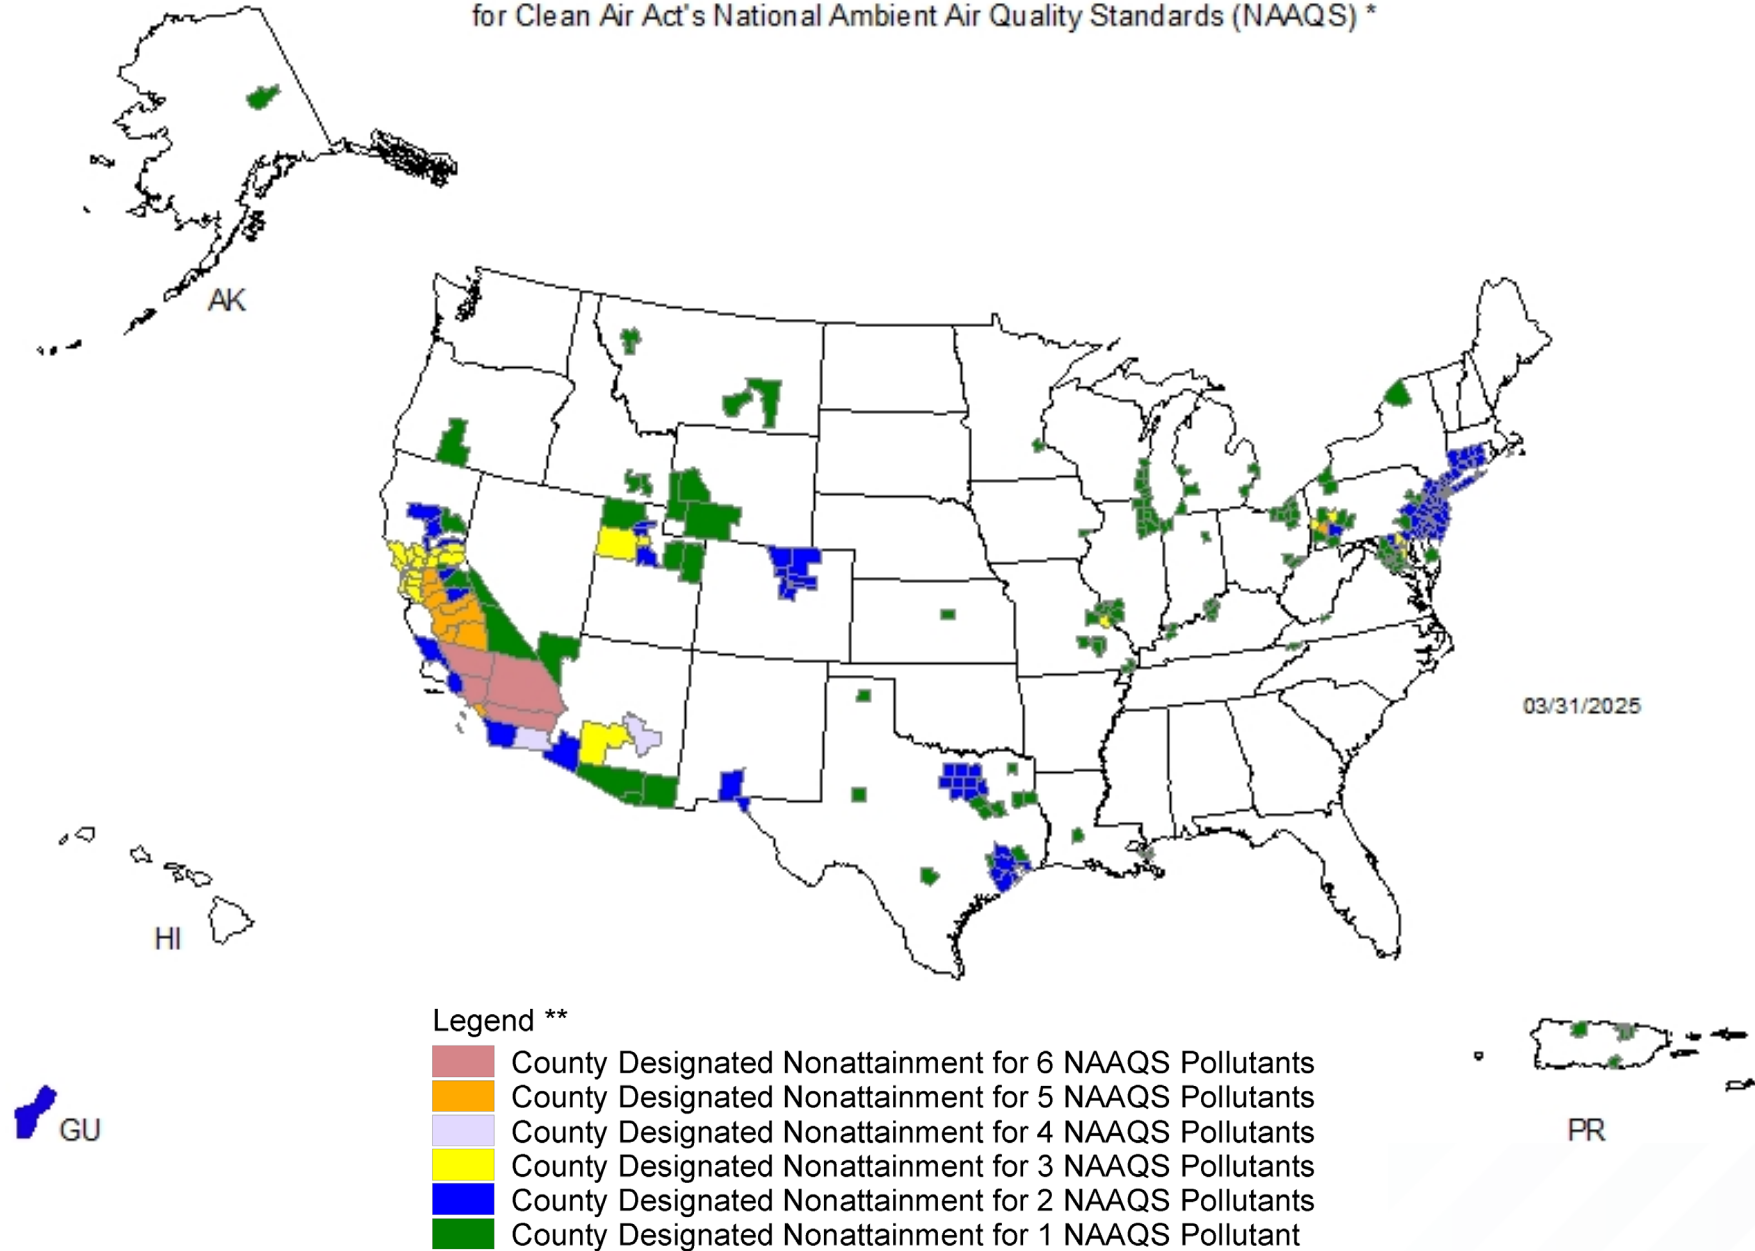 for Clean Air Act's National Ambient Air Quality Standards (NAAQS) *
AK
03/31/2025
HI
GU
PR
Legend **
County Designated Nonattainment for 6 NAAQS Pollutants
County Designated Nonattainment for 5 NAAQS Pollutants
County Designated Nonattainment for 4 NAAQS Pollutants
County Designated Nonattainment for 3 NAAQS Pollutants
County Designated Nonattainment for 2 NAAQS Pollutants
County Designated Nonattainment for 1 NAAQS Pollutant